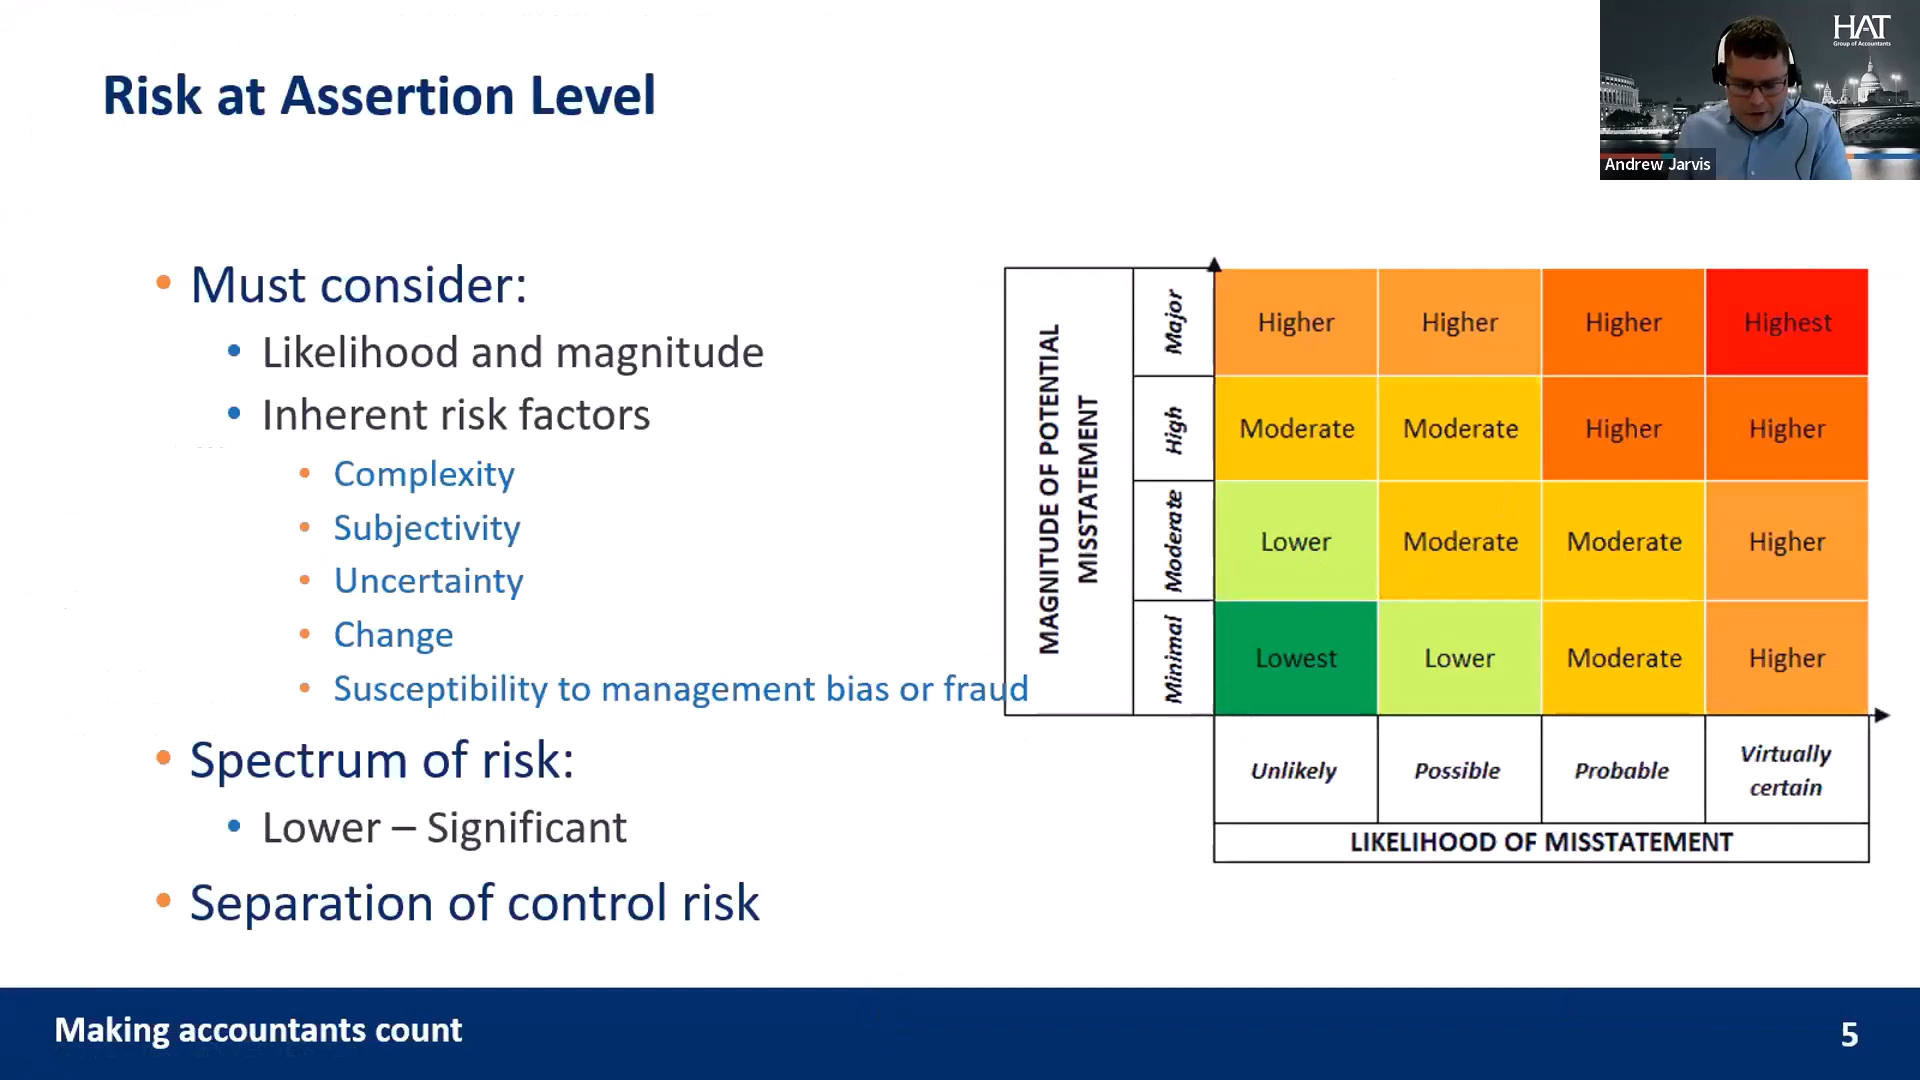 Risk at Assertion Level
HAT
Group of Accountants
Andrew Jarvis
Must consider:
Likelihood and magnitude
Inherent risk factors
Complexity
Subjectivity
Uncertainty
Change
Susceptibility to management bias or fraud
Spectrum of risk:
Lower – Significant
Separation of control risk
MAGNITUDE OF POTENTIAL
MISSTATEMENT
Major
Higher
Higher
Higher
Highest
High
Moderate
Moderate
Higher
Higher
Moderate
Lower
Moderate
Moderate
Higher
Minimal
Lowest
Lower
Moderate
Higher
Unlikely
Possible
Probable
Virtually
certain
LIKELIHOOD OF MISSTATEMENT
Making accountants count
5